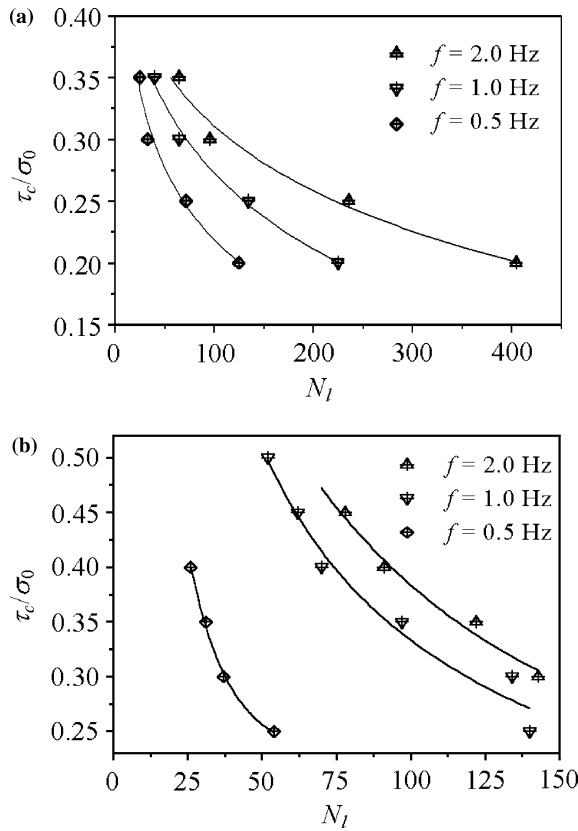 (a)
0.40
0.35
0.30
0.25
0.20
0.15
τc/σ0
f = 2.0 Hz
f = 1.0 Hz
f = 0.5 Hz
0 100 200 300 400
Nl
(b)
0.50
0.45
0.40
0.35
0.30
0.25
τc/σ0
f = 2.0 Hz
f = 1.0 Hz
f = 0.5 Hz
0 25 50 75 100 125 150
Nl